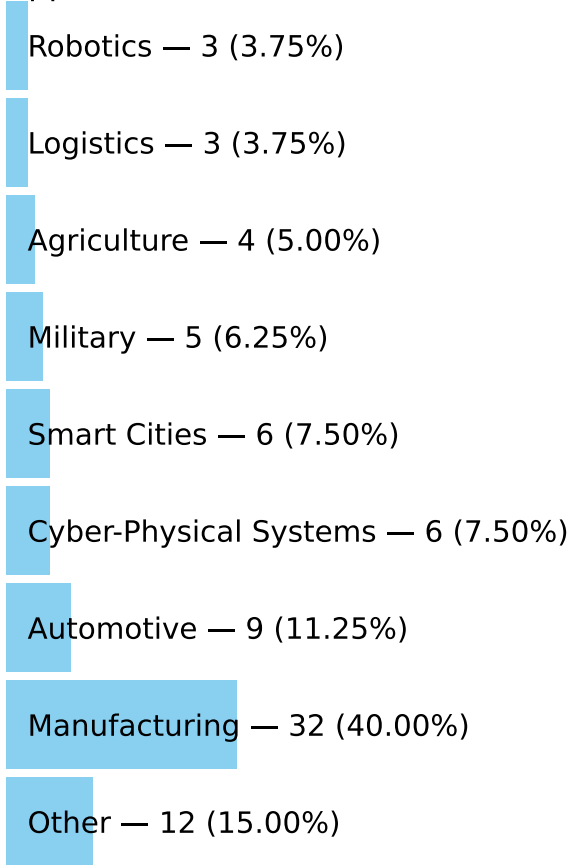 Robotics — 3 (3.75%)
Logistics — 3 (3.75%)
Agriculture — 4 (5.00%)
Military — 5 (6.25%)
Smart Cities — 6 (7.50%)
Cyber-Physical Systems — 6 (7.50%)
Automotive — 9 (11.25%)
Manufacturing — 32 (40.00%)
Other — 12 (15.00%)